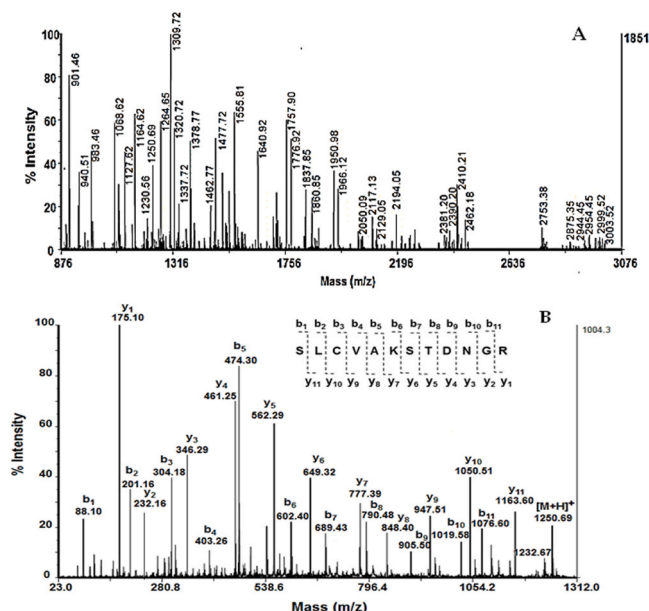 A
1851
% Intensity
100
80
60
40
20
0
901.46
940.51
983.46
1068.62
1127.62
1164.62
1230.56
1250.69
1264.65
1309.72
1320.72
1337.72
1378.77
1462.77
1477.72
1555.81
1640.92
1757.90
1776.92
1837.85
1860.85
1950.98
1966.12
2060.09
2117.13
2129.05
2194.05
2381.20
2390.20
2410.21
2462.18
2753.38
2875.35
2944.45
2954.45
2999.52
3003.52
876 1316 1756 2195 2636 3076
Mass (m/z)
B
1004.3
% Intensity
100
80
60
40
20
0
b1 b2 b3 b4 b5 b6 b7 b8 b9 b10 b11
S L C V A K S T D N G R
y11 y10 y9 y8 y7 y6 y5 y4 y3 y2 y1
b1
88.10
y1
175.10
b2
201.16
y2
232.16
b3
304.18
y3
346.29
b4
403.26
y4
461.25
b5
474.30
y5
562.29
b6
602.40
y6
649.32
b7
689.43
y7
777.39
b8
790.48
y8
848.40
b9
905.50
y9
947.51
b10
1019.58
y10
1050.51
b11
1076.60
y11
1163.60
1232.67
[M+H]+
1250.69
23.0 280.8 538.6 796.4 1054.2 1312.0
Mass (m/z)